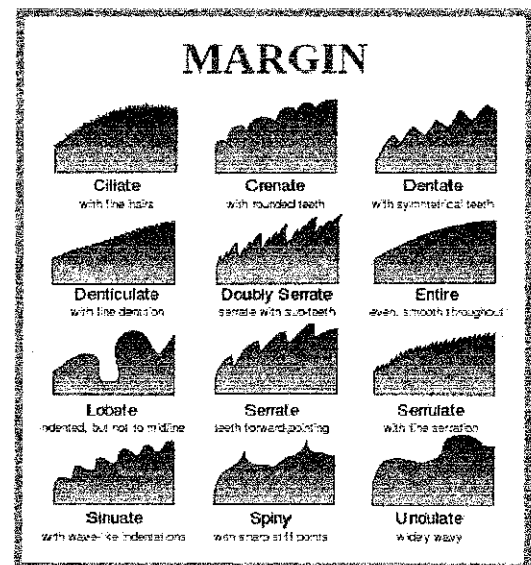 MARGIN
Ciliate Crenate Dentate
with fine hairs with rounded teeth with symmetrical teeth
Denticulate Doubly Serrate Entire
with fine dentition serrate with sub-teeth even, smooth throughout
Lobate Serrate Serrulate
indented, but not to midline teeth forward-pointing with fine serration
Sinuate Spiny Undulate
with wave-like indentations with sharp stiff points widely wavy